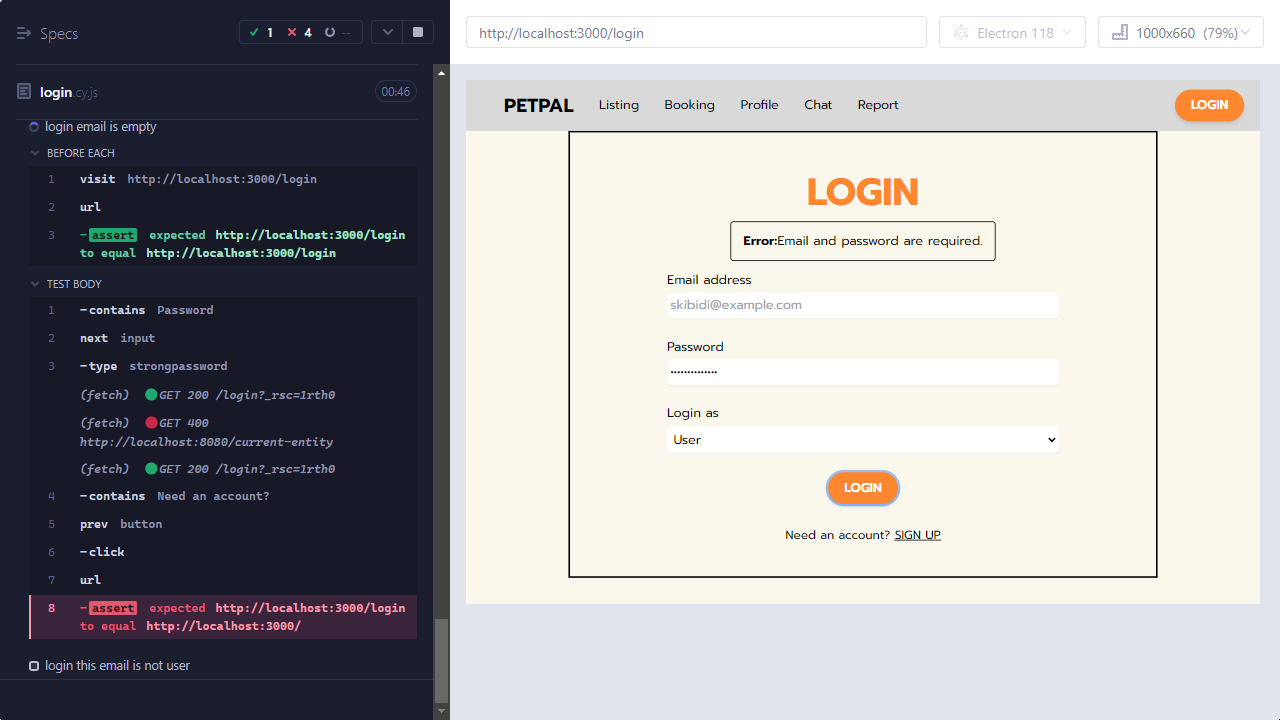 Specs
1
4
--
login.cy.js
00:46
login email is empty
BEFORE EACH
1 visit http://localhost:3000/login
2 url
3 -assert expected http://localhost:3000/login
to equal http://localhost:3000/login
TEST BODY
1 -contains Password
2 next input
3 -type strongpassword
(fetch) GET 200 /login?_rsc=1rth0
(fetch) GET 400
http://localhost:8080/current-entity
(fetch) GET 200 /login?_rsc=1rth0
4 -contains Need an account?
5 prev button
6 -click
7 url
8 -assert expected http://localhost:3000/login
to equal http://localhost:3000/
login this email is not user
http://localhost:3000/login
Electron 118
1000x660 (79%)
PETPAL Listing Booking Profile Chat Report LOGIN
LOGIN
Error:Email and password are required.
Email address
skibidi@example.com
Password
••••••••••••••
Login as
User
LOGIN
Need an account? SIGN UP